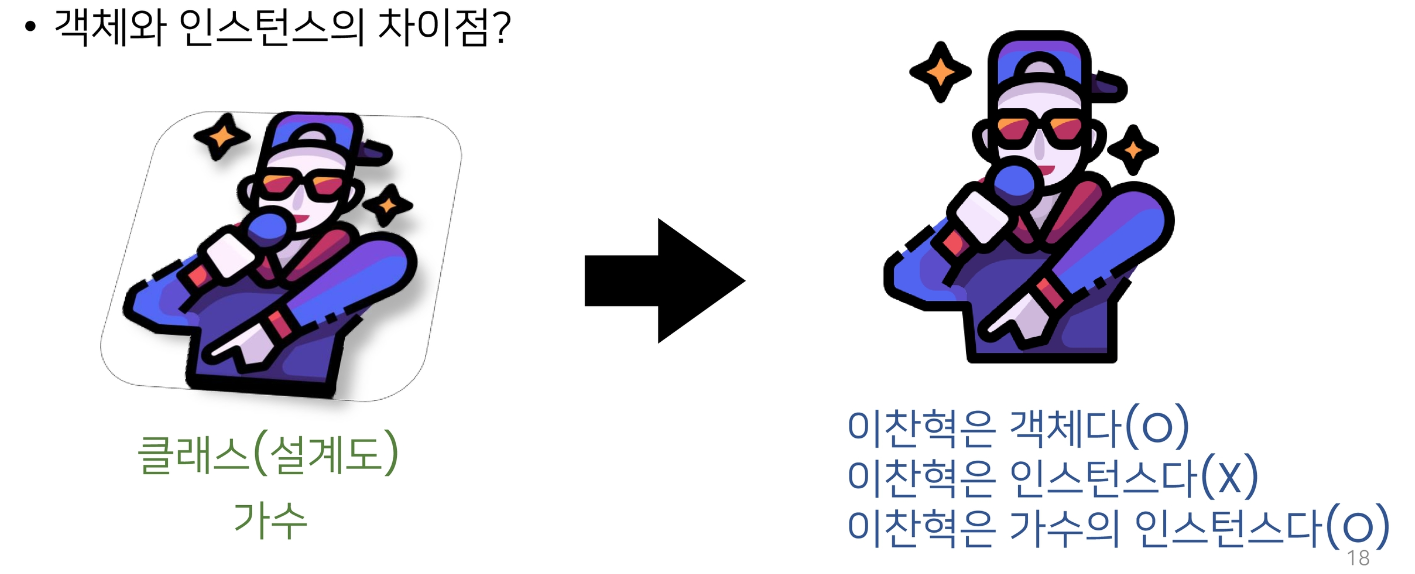 • 객체와 인스턴스의 차이점?
클래스(설계도)
가수
이찬혁은 객체다(O)
이찬혁은 인스턴스다(X)
이찬혁은 가수의 인스턴스다(O)
18